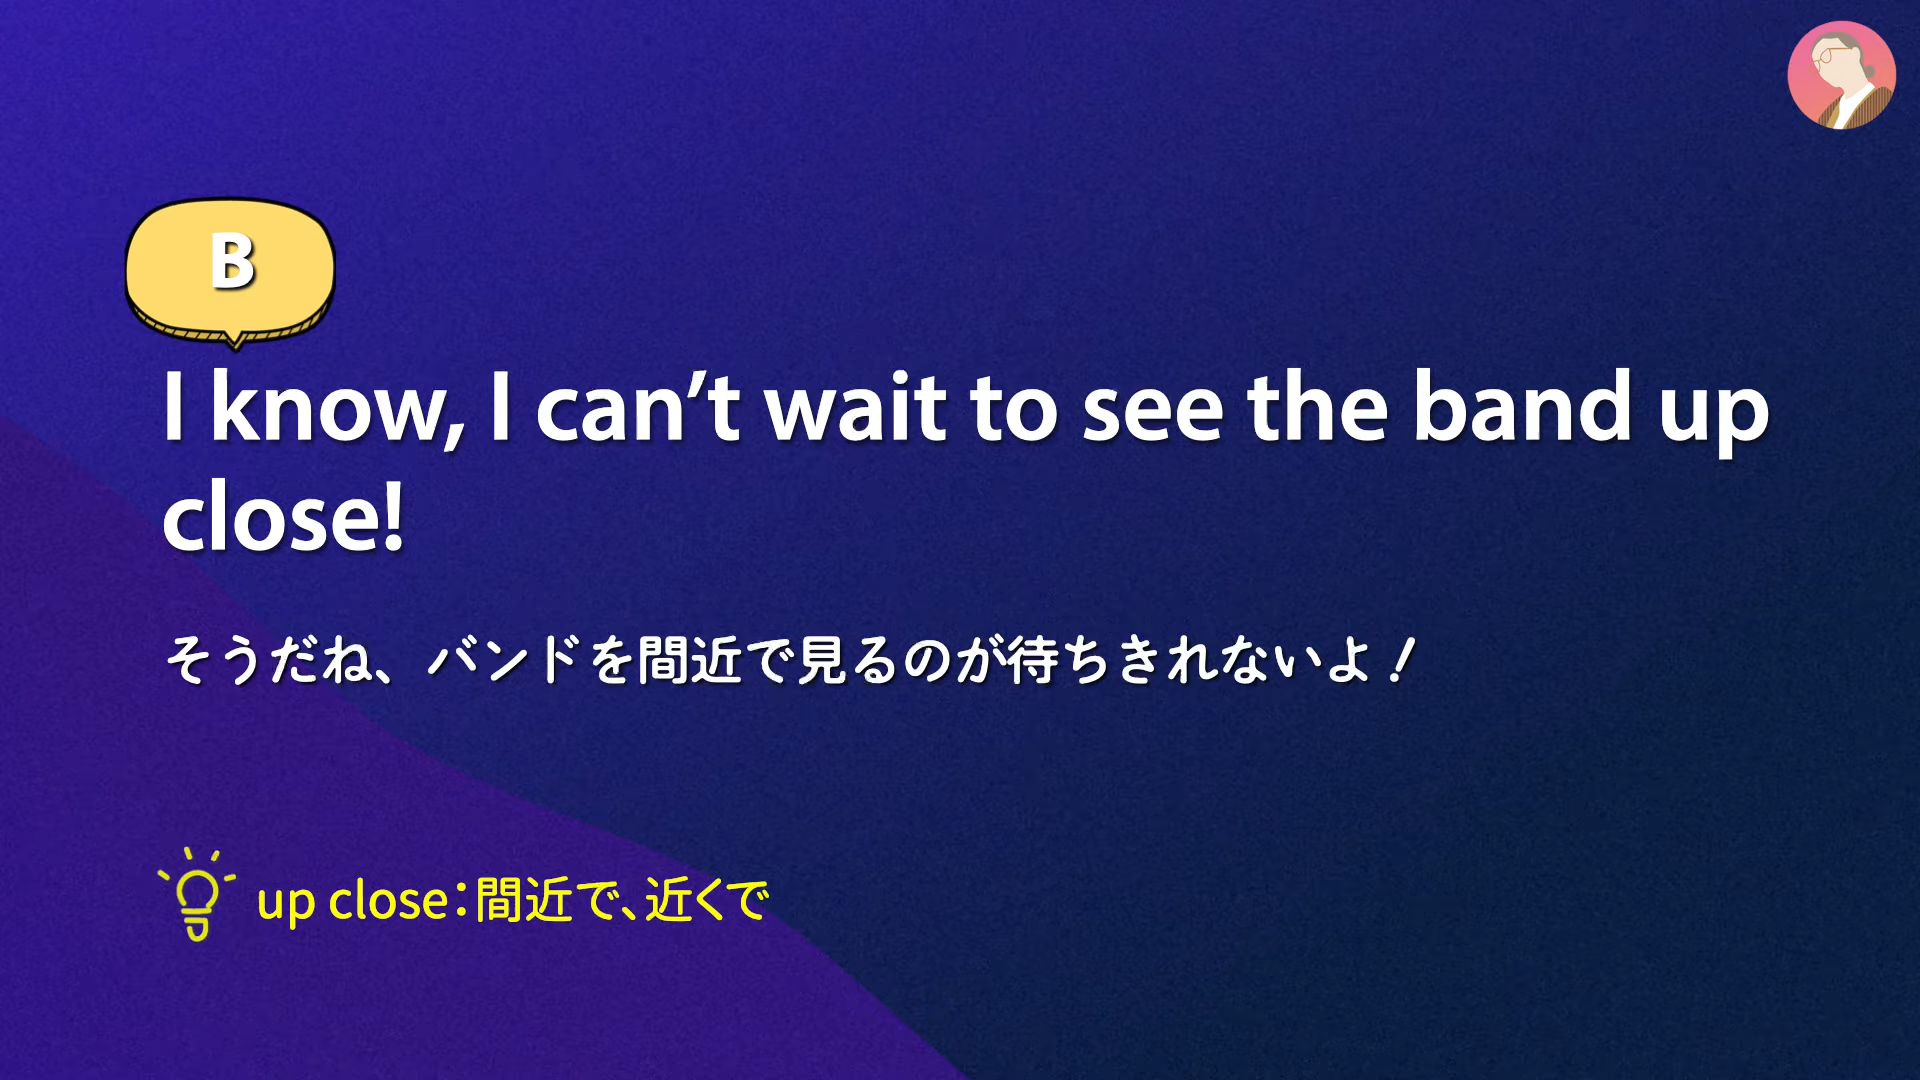 B
I know, I can’t wait to see the band up
close!
そうだね、バンドを間近で見るのが待ちきれないよ！
up close：間近で、近くで